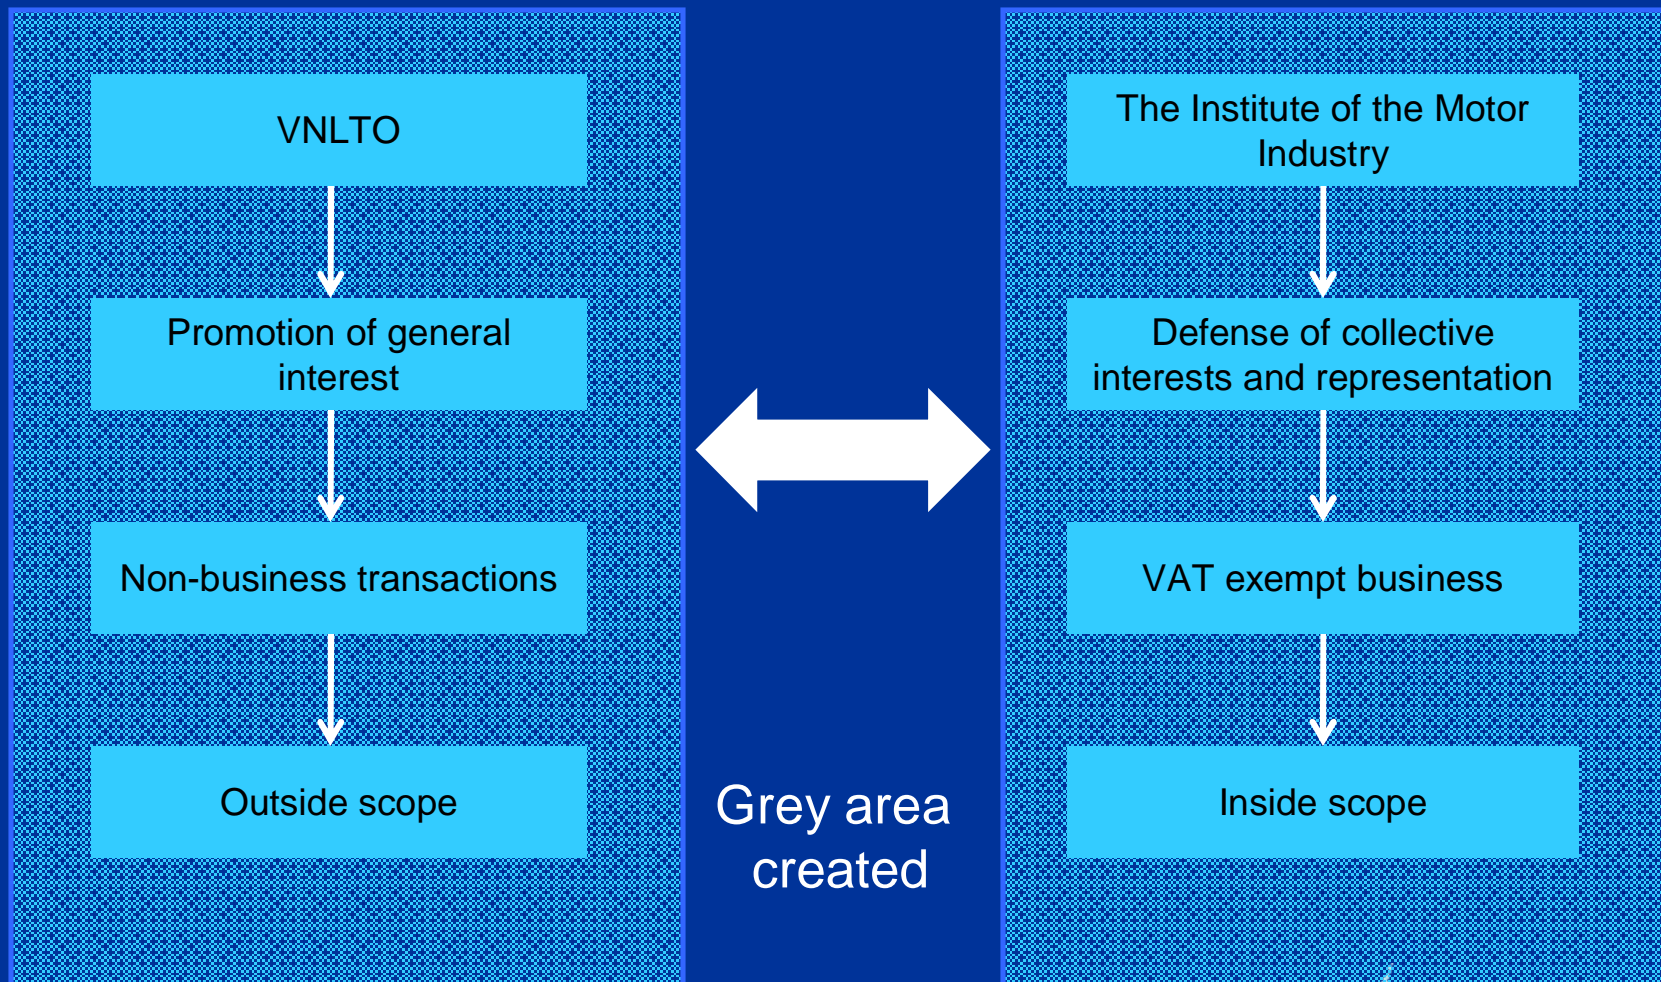 VNLTO
Promotion of general
interest
Non-business transactions
Outside scope
Grey area
created
The Institute of the Motor
Industry
Defense of collective
interests and representation
VAT exempt business
Inside scope